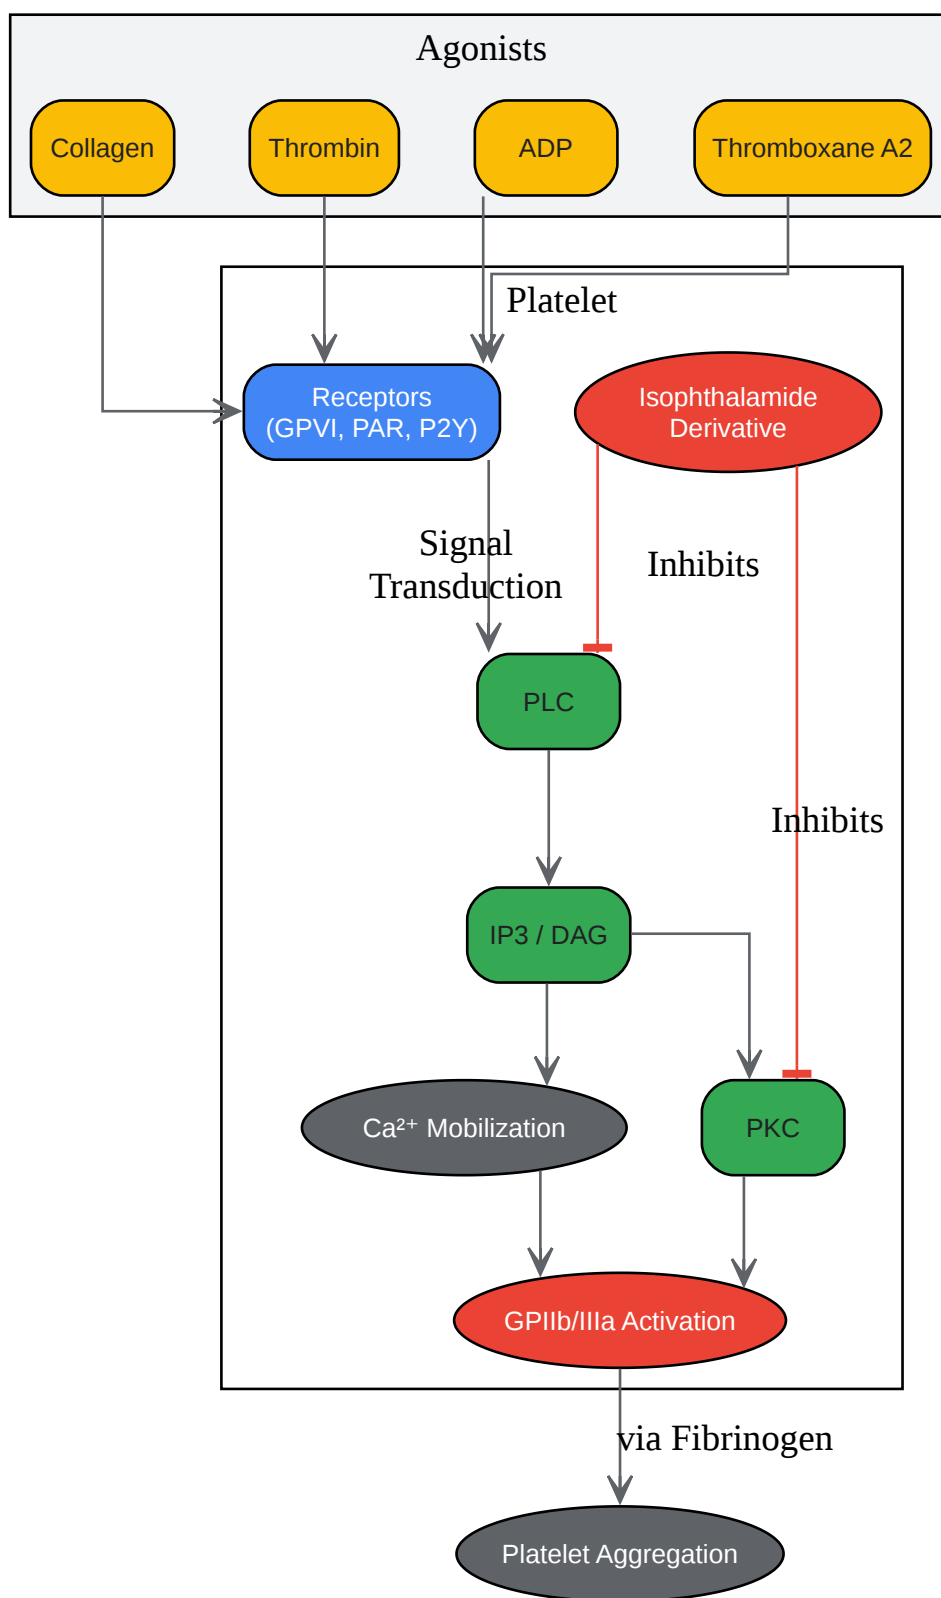 Agonists
Collagen
Thrombin
ADP
Thromboxane A2
Platelet
Receptors
(GPVI, PAR, P2Y)
Isophthalamide
Derivative
Signal
Transduction
Inhibits
PLC
Inhibits
IP3 / DAG
Ca²⁺ Mobilization
PKC
GPIIb/IIIa Activation
via Fibrinogen
Platelet Aggregation